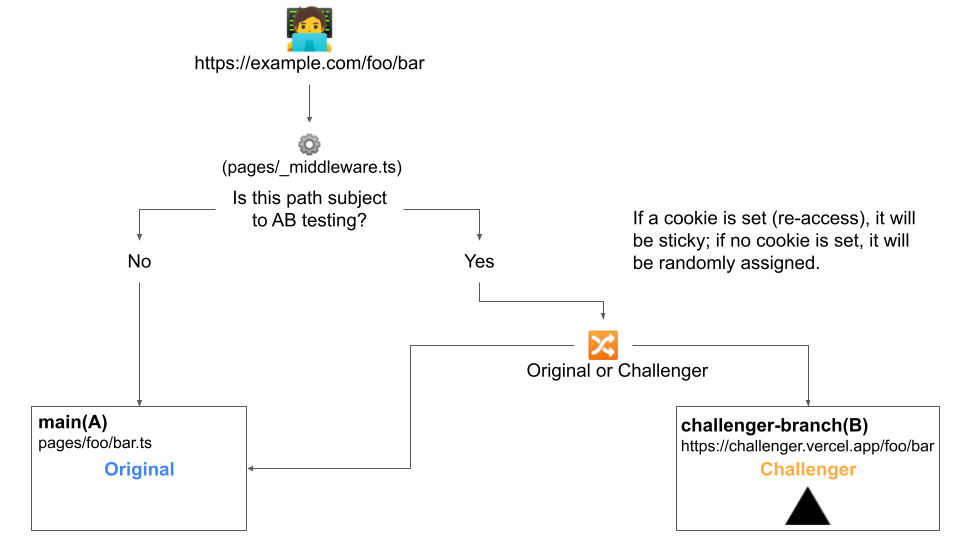 https://example.com/foo/bar
(pages/_middleware.ts)
Is this path subject
to AB testing?
If a cookie is set (re-access), it will
be sticky; if no cookie is set, it will
be randomly assigned.
No
Yes
Original or Challenger
main(A)
pages/foo/bar.ts
Original
challenger-branch(B)
https://challenger.vercel.app/foo/bar
Challenger